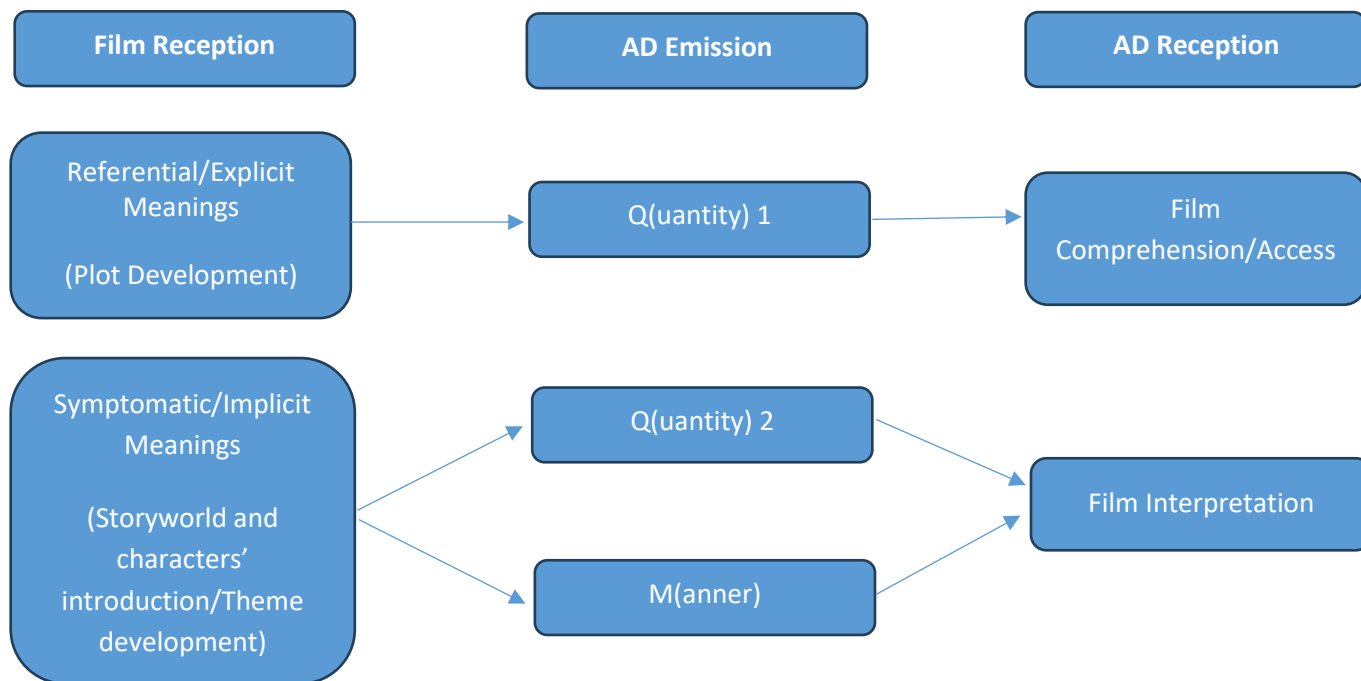 Film Reception
AD Emission
AD Reception
Referential/Explicit
Meanings
(Plot Development)
Q(uantity) 1
Film
Comprehension/Access
Symptomatic/Implicit
Meanings
(Storyworld and
characters’
introduction/Theme
development)
Q(uantity) 2
M(anner)
Film Interpretation